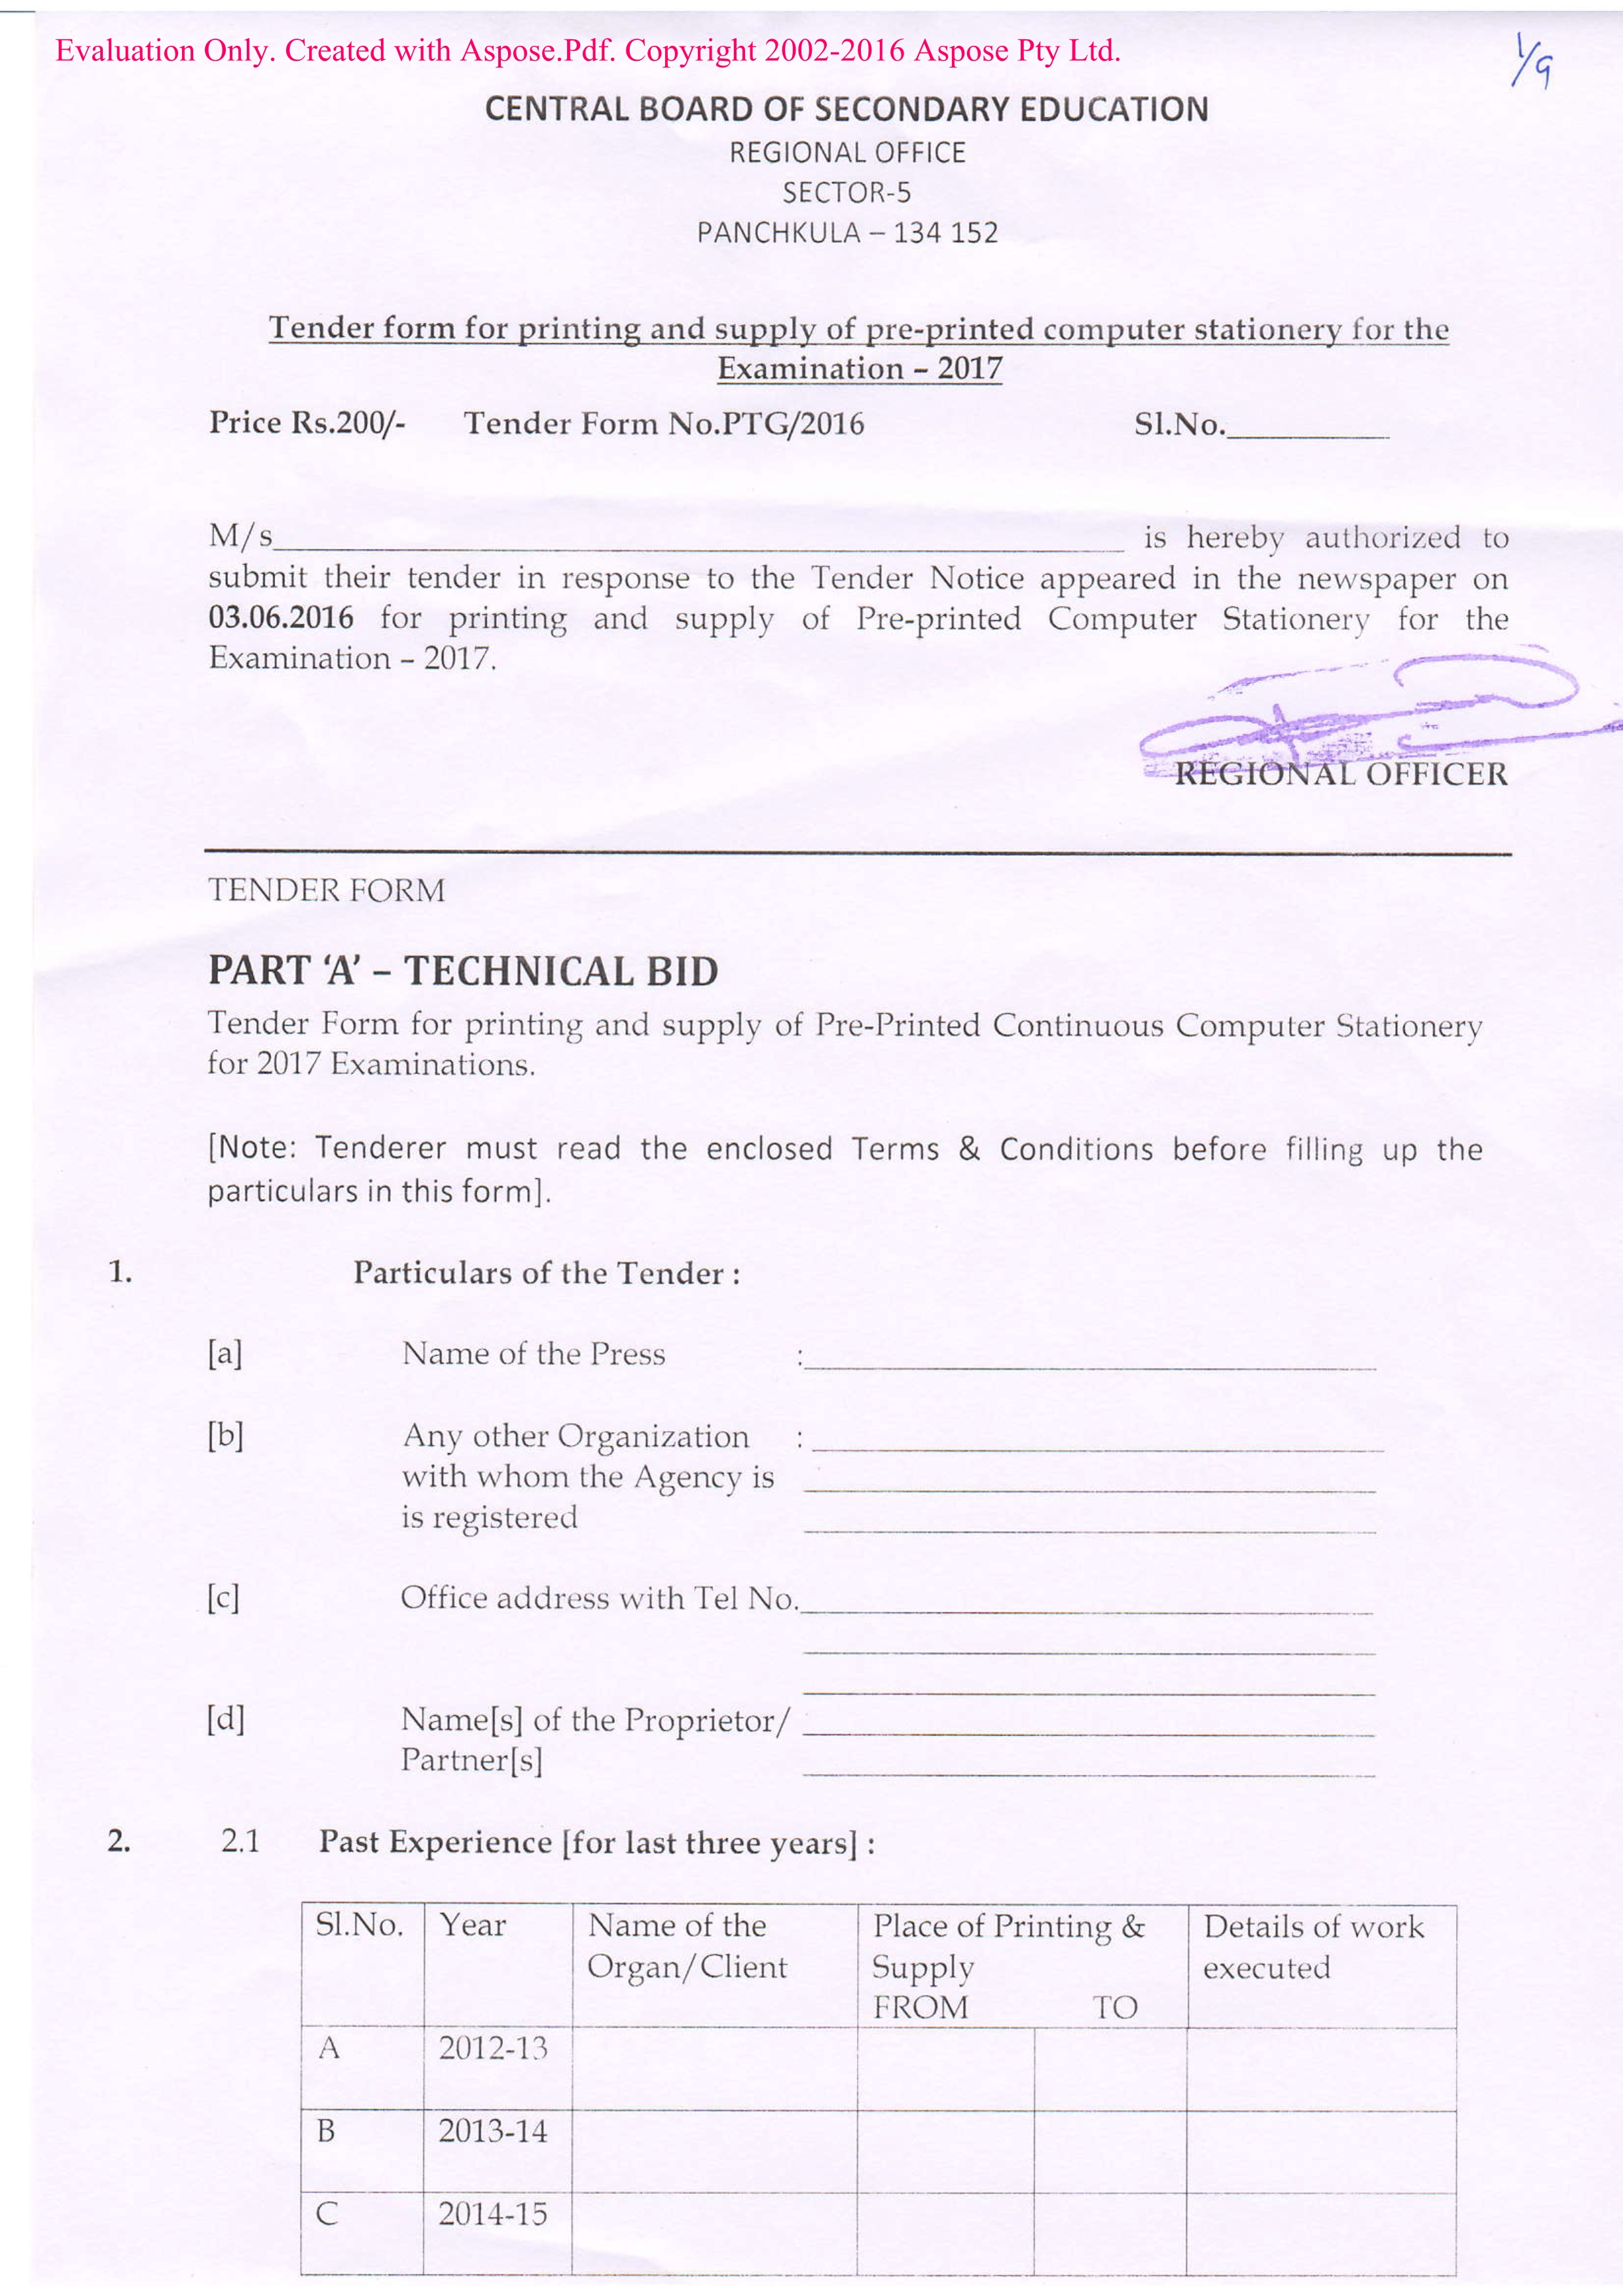 Evaluation Only. Created with Aspose.Pdf. Copyright 2002-2016 Aspose Pty Ltd.
1/9
CENTRAL BOARD OF SECONDARY EDUCATION
REGIONAL OFFICE
SECTOR-5
PANCHKULA – 134 152
Tender form for printing and supply of pre-printed computer stationery for the
Examination – 2017
Price Rs.200/- Tender Form No.PTG/2016 Sl.No.__________
M/s______________________________ is hereby authorized to
submit their tender in response to the Tender Notice appeared in the newspaper on
03.06.2016 for printing and supply of Pre-printed Computer Stationery for the
Examination – 2017.
REGIONAL OFFICER
TENDER FORM
PART ‘A’ – TECHNICAL BID
Tender Form for printing and supply of Pre-Printed Continuous Computer Stationery
for 2017 Examinations.
[Note: Tenderer must read the enclosed Terms & Conditions before filling up the
particulars in this form].
1. Particulars of the Tender :
[a] Name of the Press :
[b] Any other Organization :
with whom the Agency is
is registered
[c] Office address with Tel No.
[d] Name[s] of the Proprietor/
Partner[s]
2. 2.1 Past Experience [for last three years] :
Sl.No. Year Name of the Place of Printing & Details of work
Organ/Client Supply executed
FROM TO
A 2012-13
B 2013-14
C 2014-15